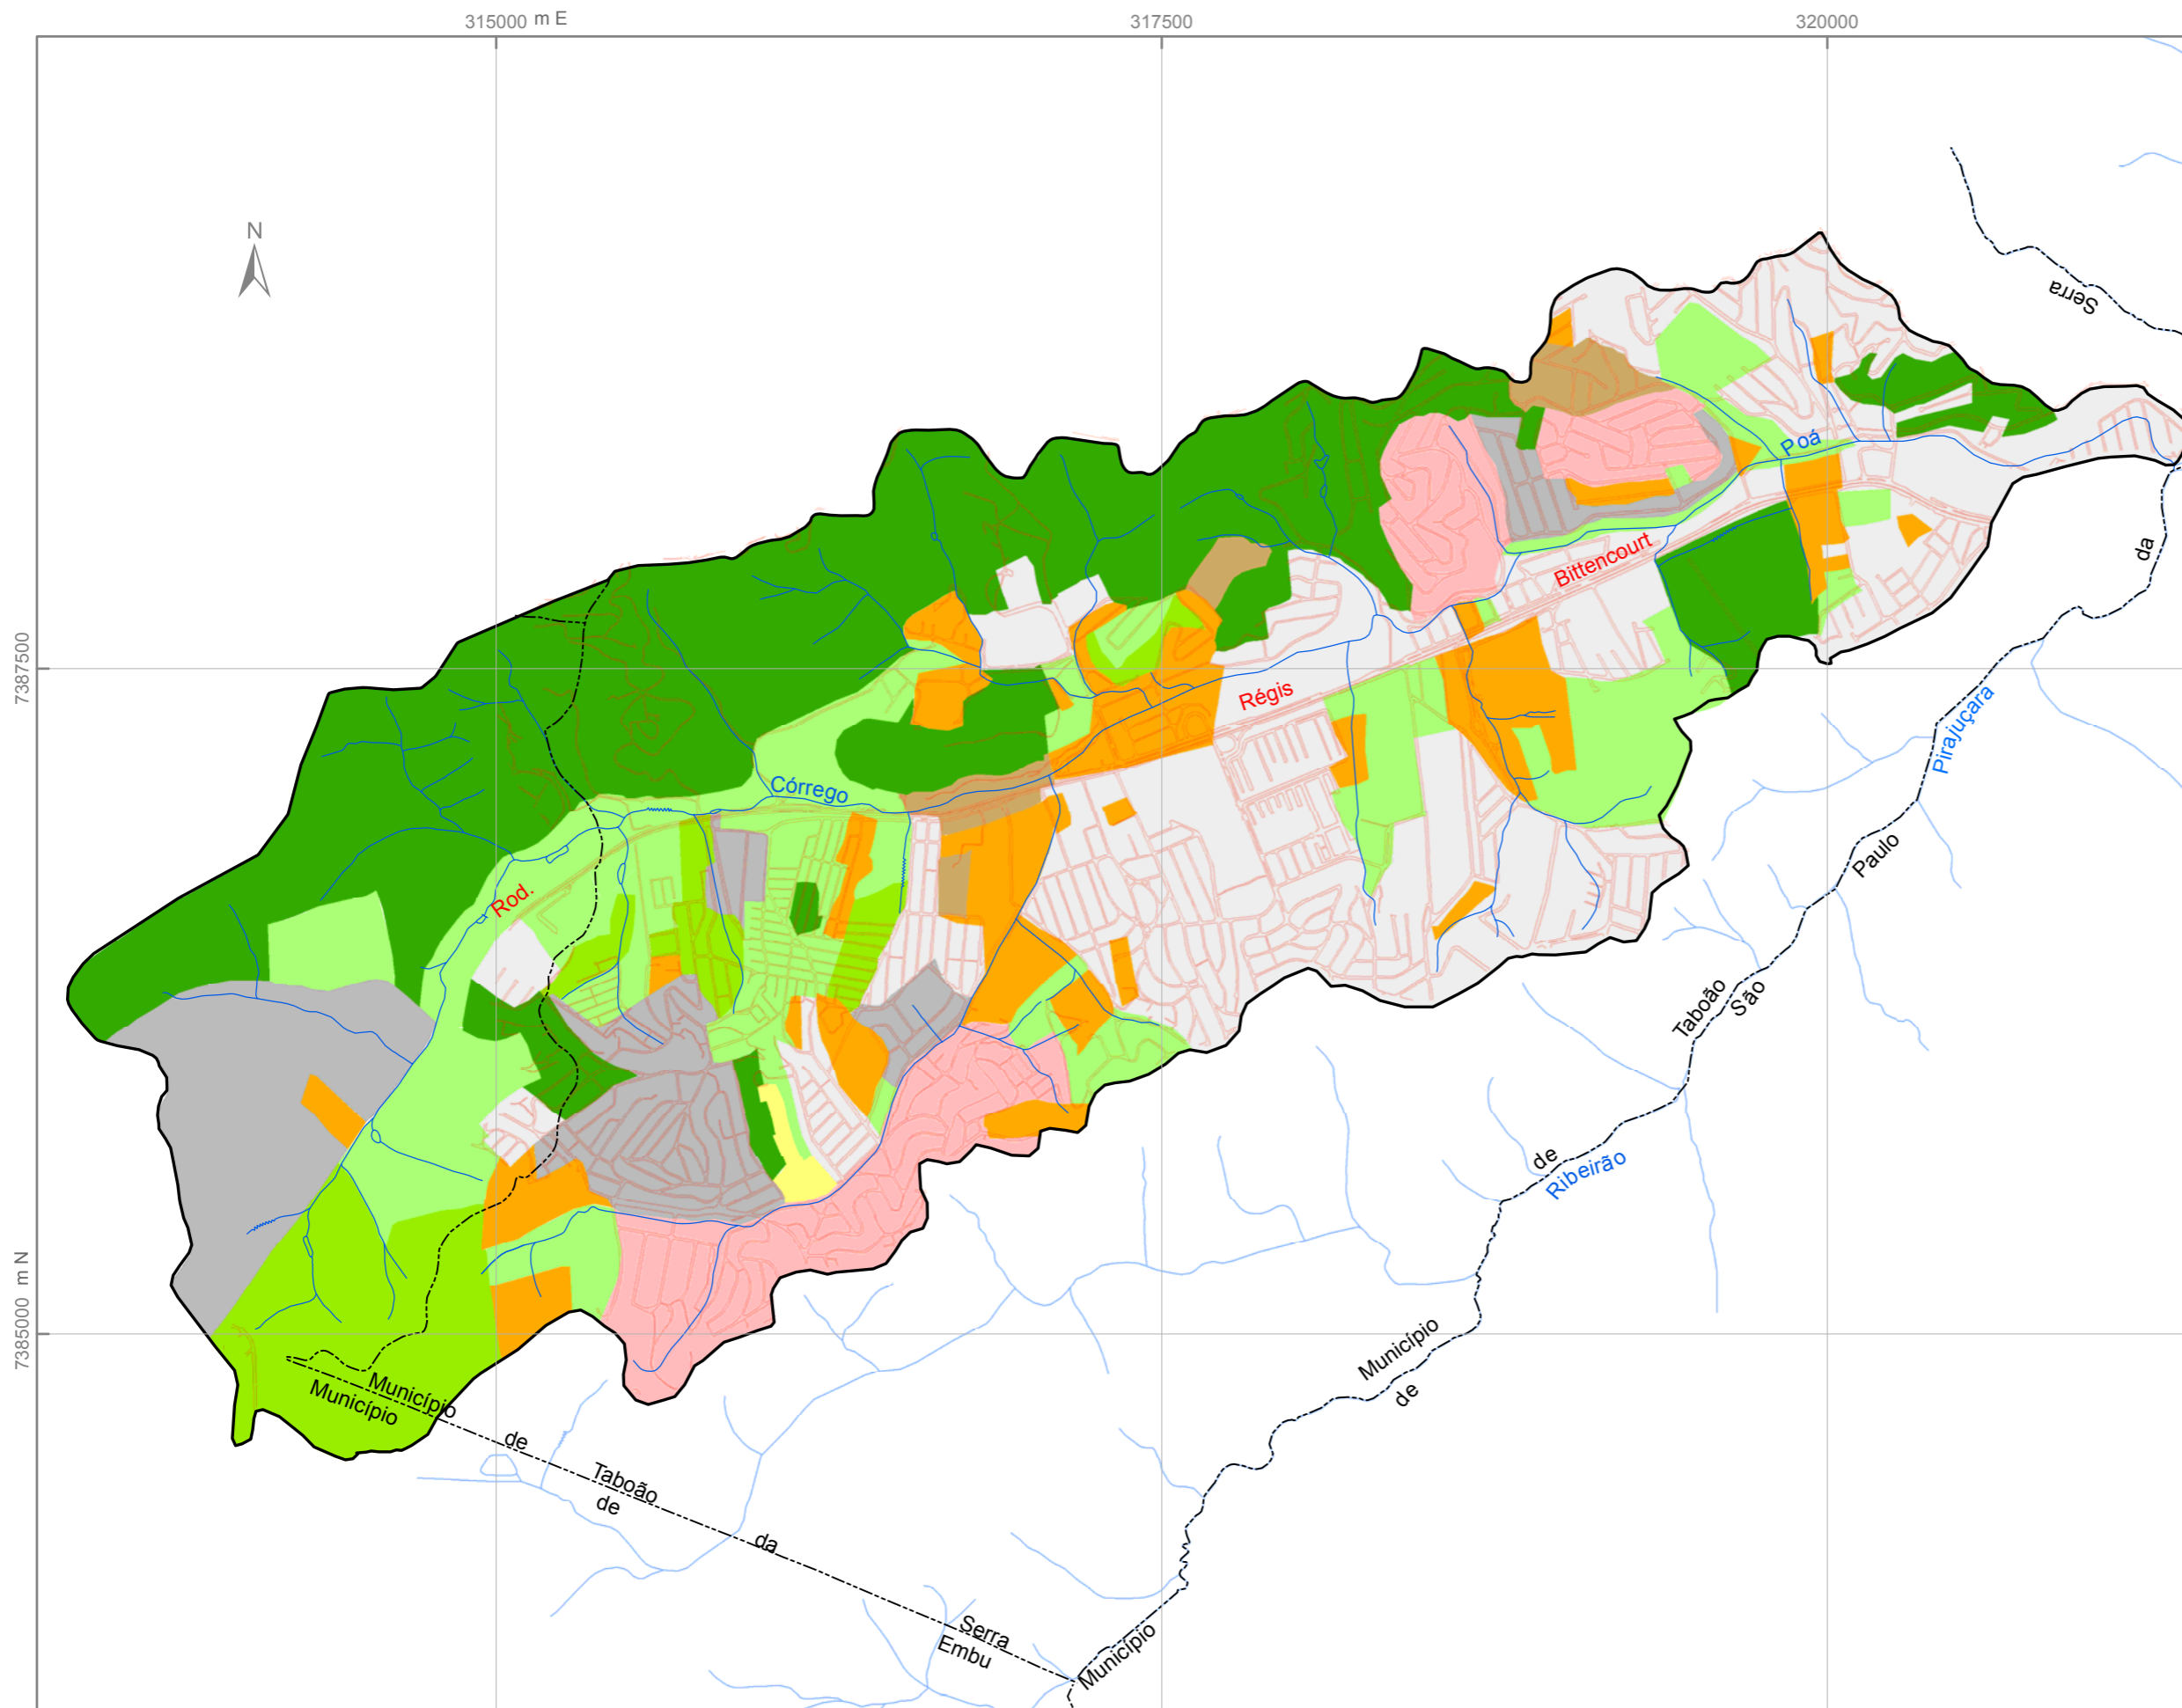 315000 m E
317500
320000
N
Serra
da
Poá
Bittencourt
7387500
Régis
Pirajuçara
Córrego
Rod.
Paulo
Taboão
São
de
Ribeirão
7385000 m N
Município
de
Município
Município
de
Taboão
de
da
Serra
Embu
Município